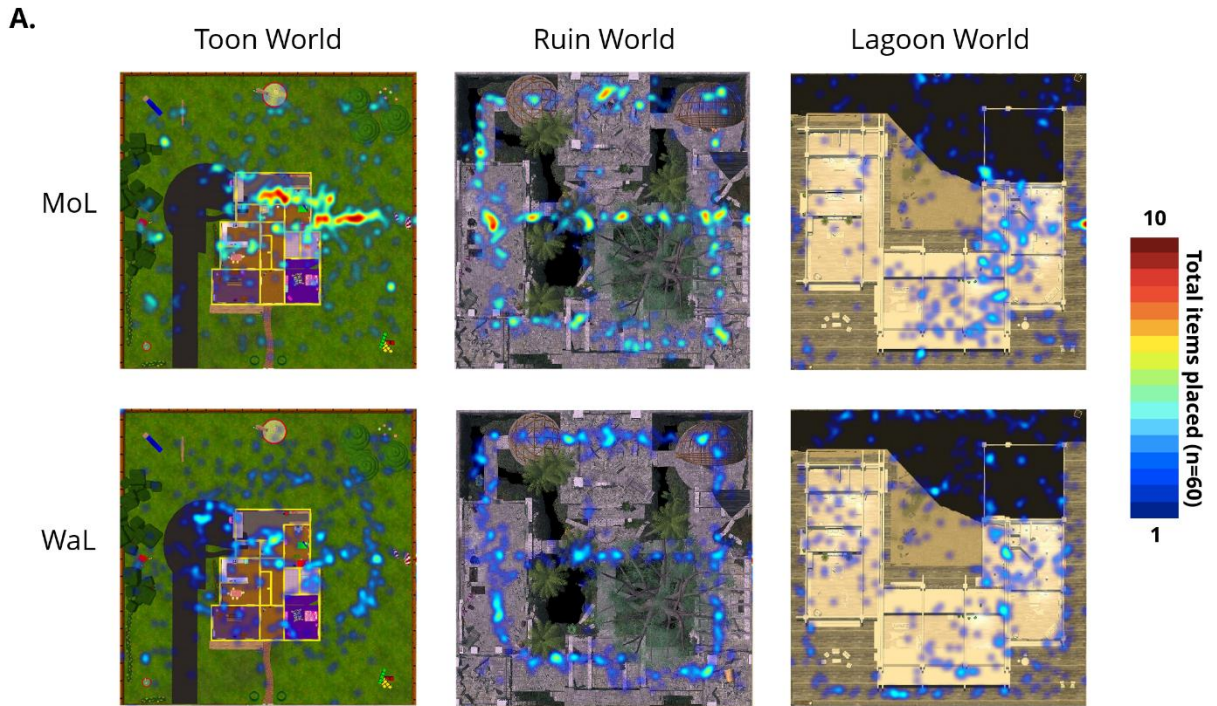 A.
Toon World
Ruin World
Lagoon World
MoL
WaL
10
Total items placed (n=60)
1